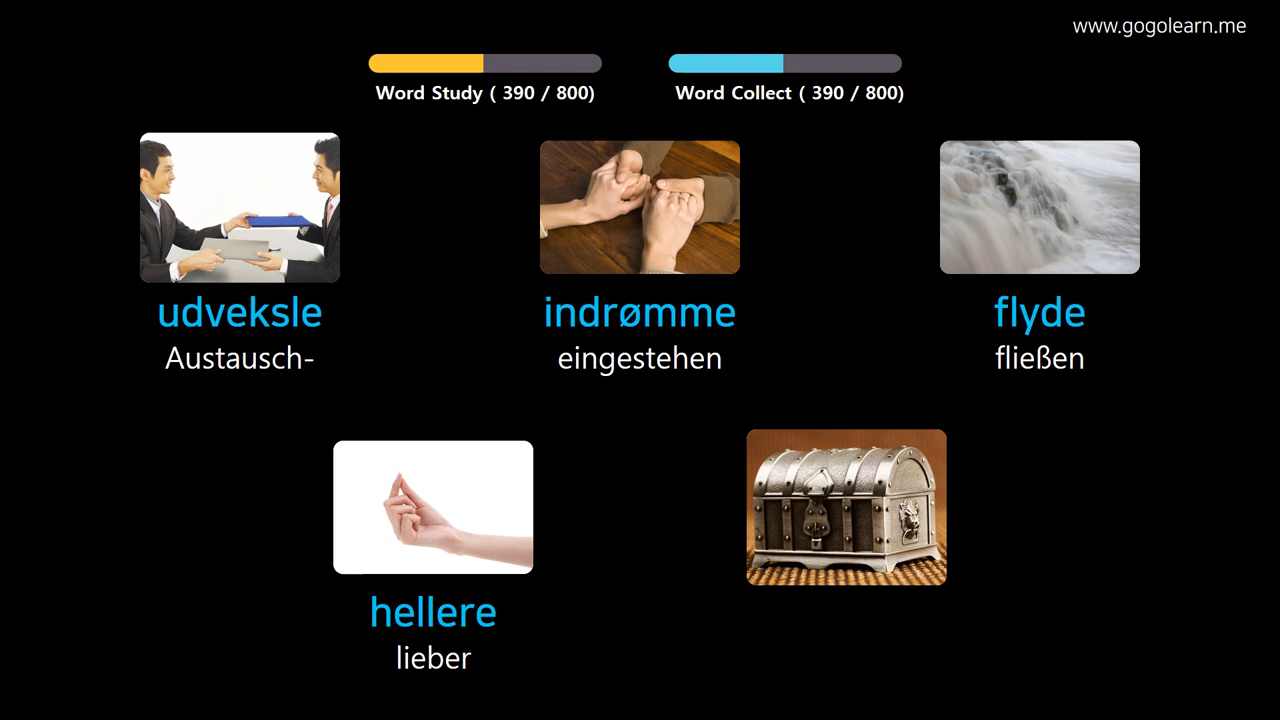 www.gogolearn.me
Word Study ( 390 / 800)
Word Collect ( 390 / 800)
udveksle
Austausch-
indrømme
eingestehen
flyde
fließen
hellere
lieber